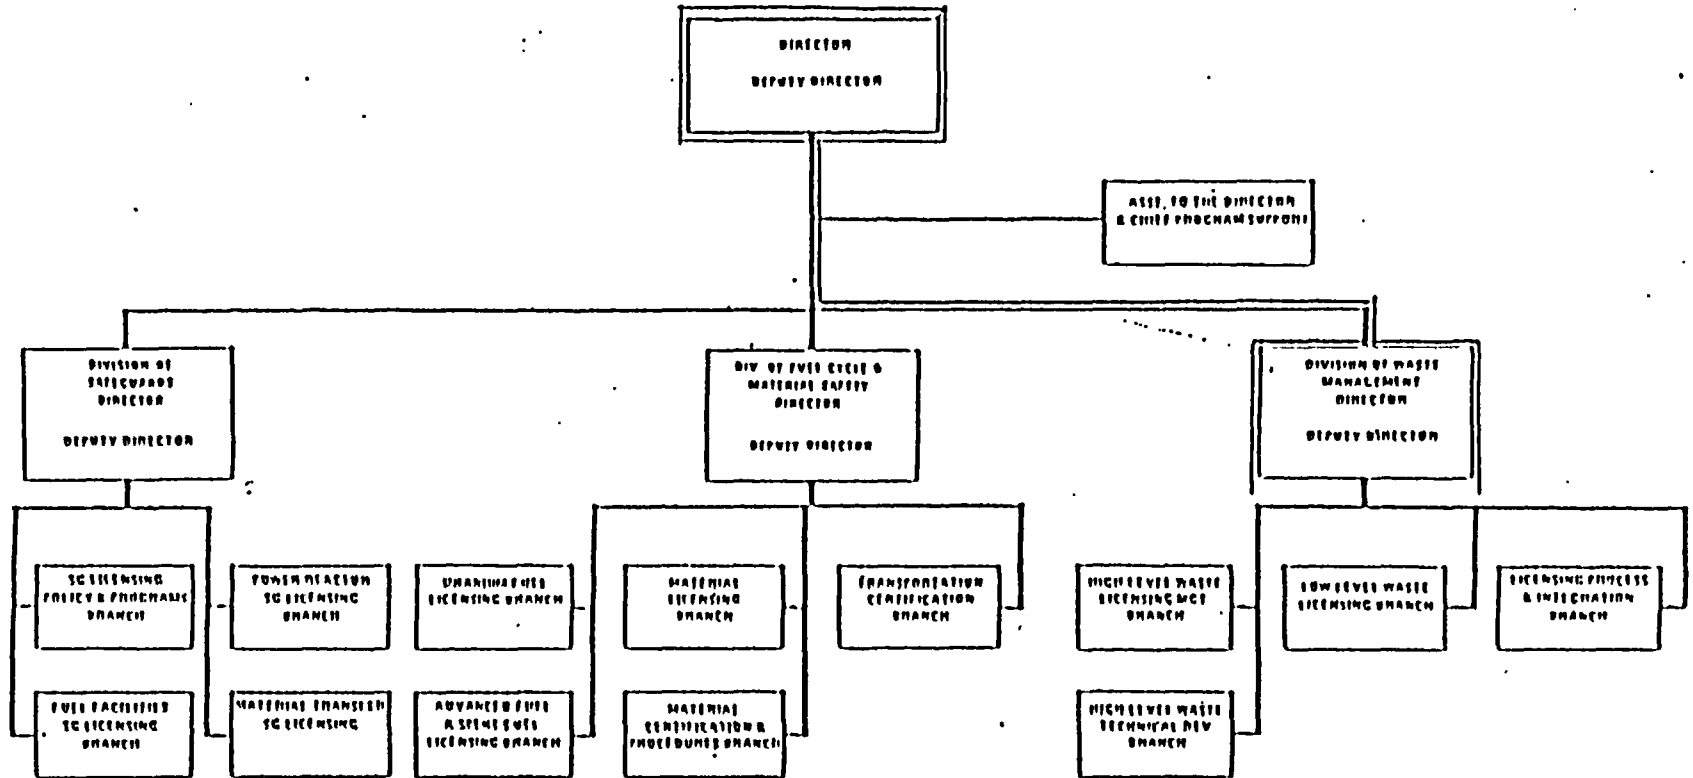 DIRECTOR
DEPUTY DIRECTOR
ASST. TO THE DIRECTOR
& CHIEF PROGRAM SUPPORT
DIVISION OF
SAFEGUARDS
DIRECTOR
DEPUTY DIRECTOR
DIV. OF FUEL CYCLE &
MATERIAL SAFETY
DIRECTOR
DEPUTY DIRECTOR
DIVISION OF WASTE
MANAGEMENT
DIRECTOR
DEPUTY DIRECTOR
SG LICENSING
POLICY & PROGRAMS
BRANCH
POWER REACTOR
SG LICENSING
BRANCH
URANIUM FUEL
LICENSING BRANCH
MATERIAL
LICENSING
BRANCH
TRANSPORTATION
CERTIFICATION
BRANCH
HIGH LEVEL WASTE
LICENSING MGT
BRANCH
LOW LEVEL WASTE
LICENSING BRANCH
LICENSING PROCESS
& INTEGRATION
BRANCH
FUEL FACILITIES
SG LICENSING
BRANCH
MATERIAL TRANSFER
SG LICENSING
ADVANCED FUEL
& SPENT FUEL
LICENSING BRANCH
MATERIAL
CERTIFICATION &
PROCEDURES BRANCH
HIGH LEVEL WASTE
TECHNICAL DEV
BRANCH